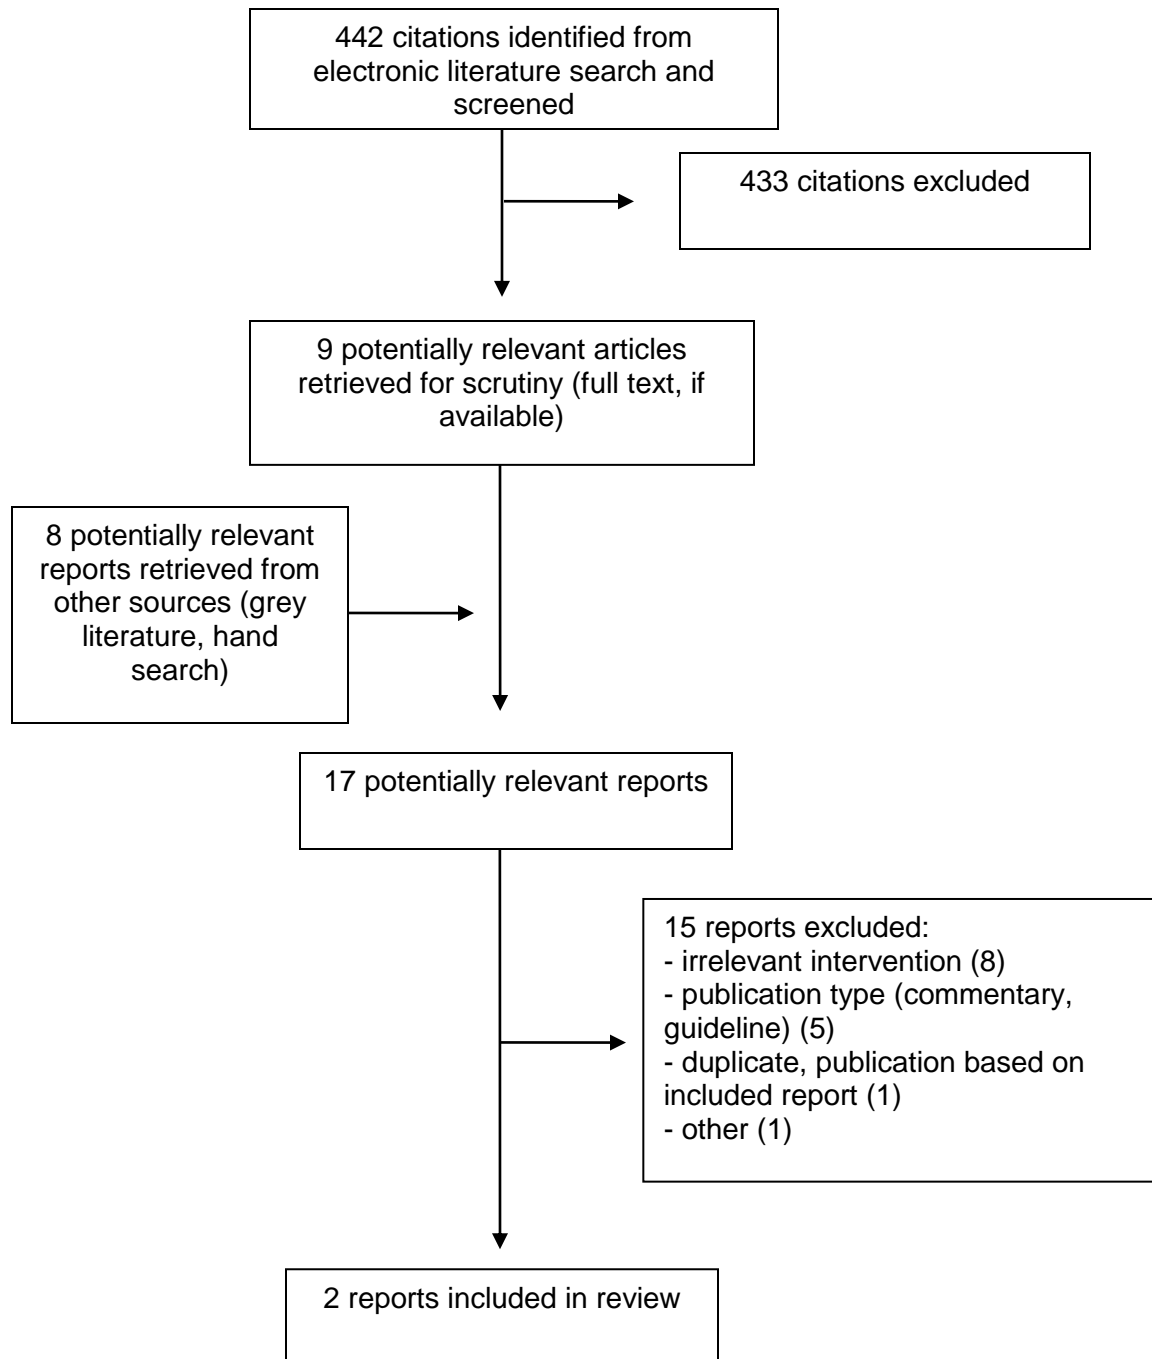 442 citations identified from
electronic literature search and
screened
433 citations excluded
9 potentially relevant articles
retrieved for scrutiny (full text, if
available)
8 potentially relevant
reports retrieved from
other sources (grey
literature, hand
search)
17 potentially relevant reports
15 reports excluded:
- irrelevant intervention (8)
- publication type (commentary,
guideline) (5)
- duplicate, publication based on
included report (1)
- other (1)
2 reports included in review